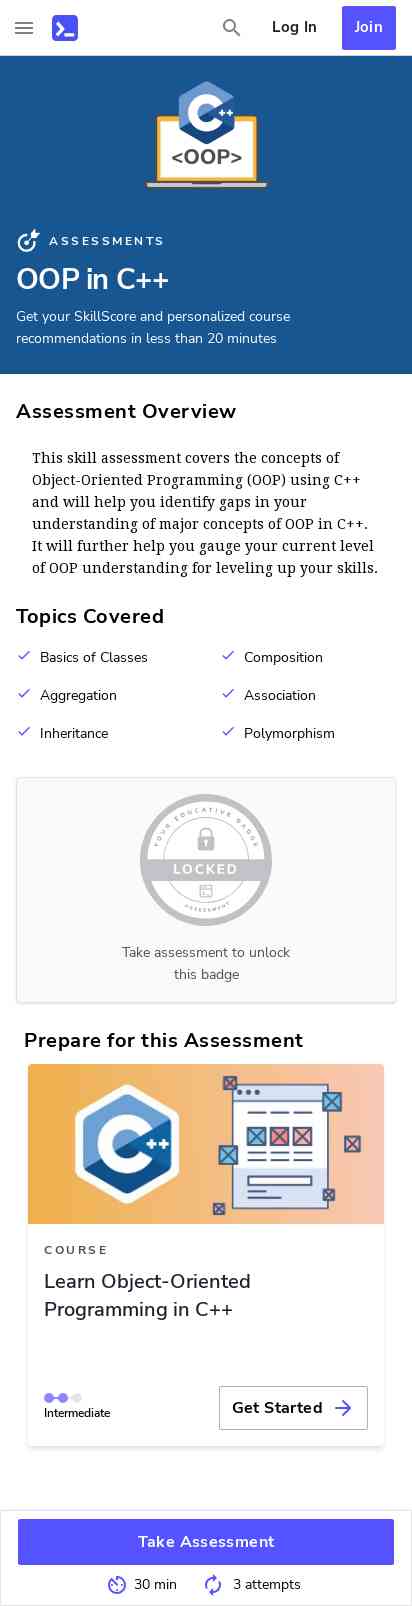 Log In
Join
C++
<OOP>
ASSESSMENTS
OOP in C++
Get your SkillScore and personalized course
recommendations in less than 20 minutes
Assessment Overview
This skill assessment covers the concepts of
Object-Oriented Programming (OOP) using C++
and will help you identify gaps in your
understanding of major concepts of OOP in C++.
It will further help you gauge your current level
of OOP understanding for leveling up your skills.
Topics Covered
Basics of Classes
Composition
Aggregation
Association
Inheritance
Polymorphism
YOUR EDUCATIVE BADGE
LOCKED
ASSESSMENT
Take assessment to unlock
this badge
Prepare for this Assessment
C++
COURSE
Learn Object-Oriented
Programming in C++
Intermediate
Get Started
Take Assessment
30 min
3 attempts